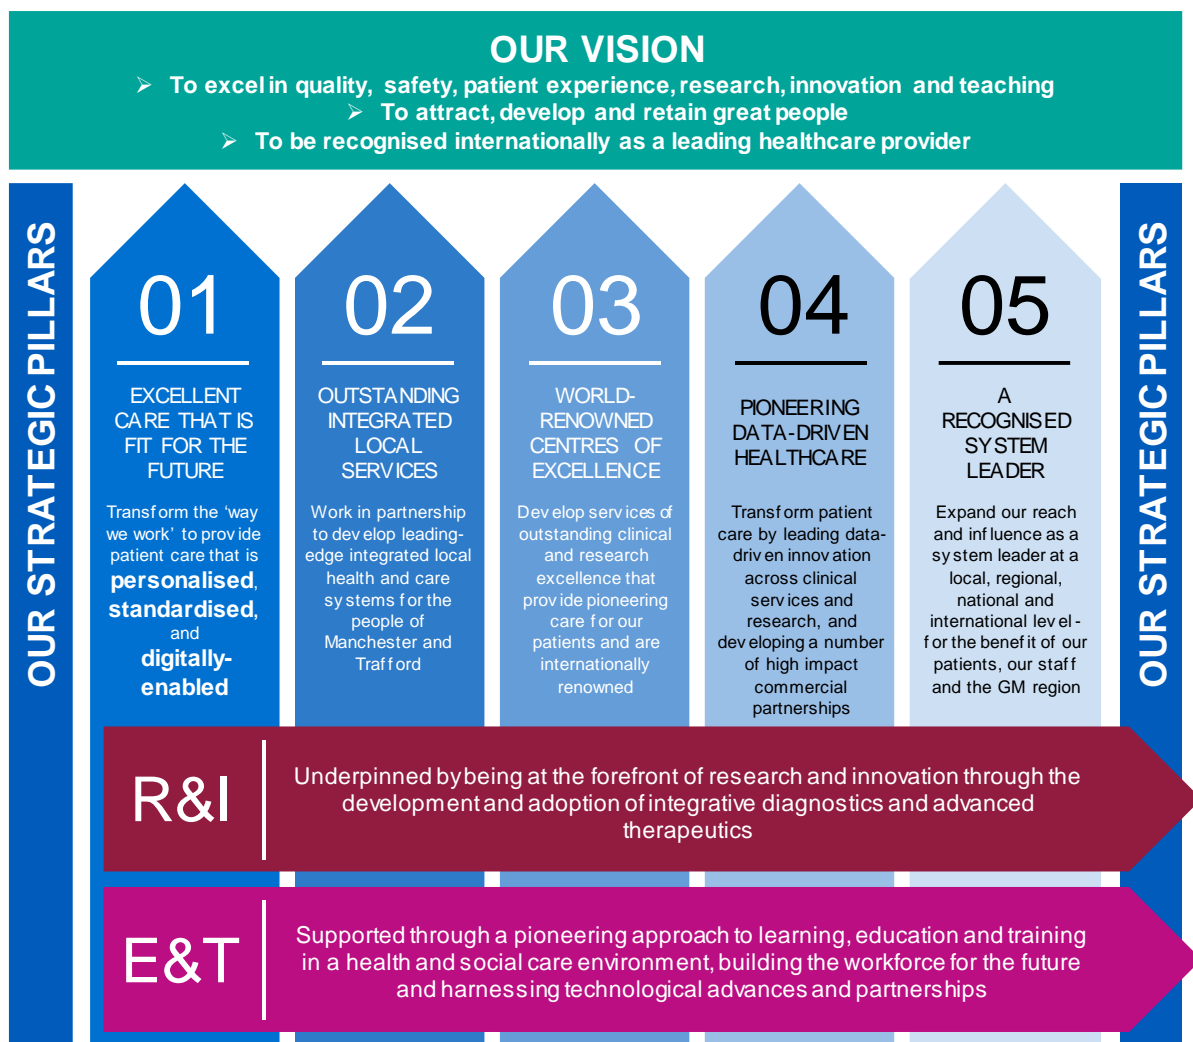 OUR VISION
➢ To excel in quality, safety, patient experience, research, innovation and teaching
➢ To attract, develop and retain great people
➢ To be recognised internationally as a leading healthcare provider
OUR STRATEGIC PILLARS
01
EXCELLENT
CARE THAT IS
FIT FOR THE
FUTURE
Transform the ‘way
we work’ to provide
patient care that is
personalised,
standardised,
and
digitally-
enabled
02
OUTSTANDING
INTEGRATED
LOCAL
SERVICES
Work in partnership
to develop leading-
edge integrated local
health and care
systems for the
people of
Manchester and
Trafford
03
WORLD-
RENOWNED
CENTRES OF
EXCELLENCE
Develop services of
outstanding clinical
and research
excellence that
provide pioneering
care for our
patients and are
internationally
renowned
04
PIONEERING
DATA-DRIVEN
HEALTHCARE
Transform patient
care by leading data-
driven innovation
across clinical
services and
research, and
developing a number
of high impact
commercial
partnerships
05
A
RECOGNISED
SYSTEM
LEADER
Expand our reach
and influence as a
system leader at a
local, regional,
national and
international level -
for the benefit of our
patients, our staff
and the GM region
OUR STRATEGIC PILLARS
R&I
Underpinned by being at the forefront of research and innovation through the
development and adoption of integrative diagnostics and advanced
therapeutics
E&T
Supported through a pioneering approach to learning, education and training
in a health and social care environment, building the workforce for the future
and harnessing technological advances and partnerships